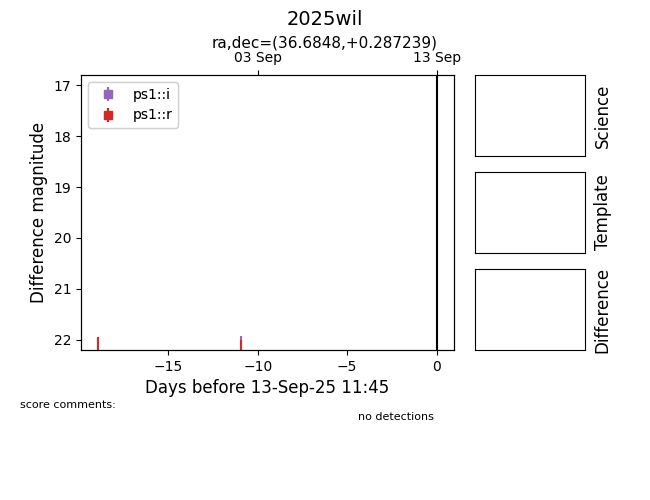 2025wil
ra,dec=(36.6848,+0.287239)
03 Sep
13 Sep
ps1::i
ps1::r
17
18
19
20
21
22
Difference magnitude
−15
−10
−5
0
Days before 13-Sep-25 11:45
Science
Template
Difference
score comments:
no detections